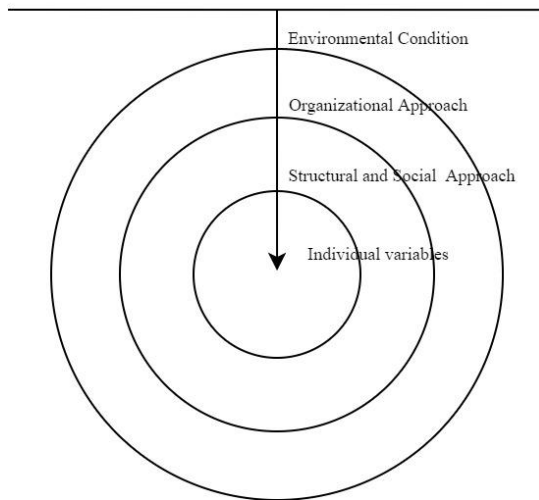 Environmental Condition
Organizational Approach
Structural and Social Approach
Individual variables